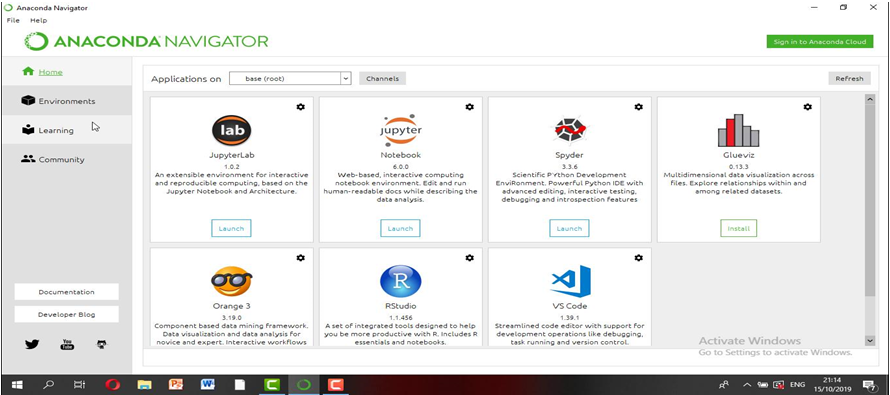 Anaconda Navigator
File Help
ANACONDA NAVIGATOR
Sign in to Anaconda Cloud
Home
Environments
Learning
Community
Documentation
Developer Blog
Applications on base (root) Channels Refresh
lab
JupyterLab
1.0.2
An extensible environment for interactive
and reproducible computing, based on the
Jupyter Notebook and Architecture.
Launch
jupyter
Notebook
6.0.0
Web-based, interactive computing
notebook environment. Edit and run
human-readable docs while describing the
data analysis.
Launch
Spyder
3.3.6
Scientific PYthon Development
EnviRonment. Powerful Python IDE with
advanced editing, interactive testing,
debugging and introspection features
Launch
Glueviz
0.13.3
Multidimensional data visualization across
files. Explore relationships within and
among related datasets.
Install
Orange 3
3.19.0
Component based data mining framework.
Data visualization and data analysis for
novice and expert. Interactive workflows
R
RStudio
1.1.456
A set of integrated tools designed to help
you be more productive with R. Includes R
essentials and notebooks.
VS Code
1.39.1
Streamlined code editor with support for
development operations like debugging,
task running and version control.
Activate Windows
Go to Settings to activate Windows.
ENG
21:14
15/10/2019